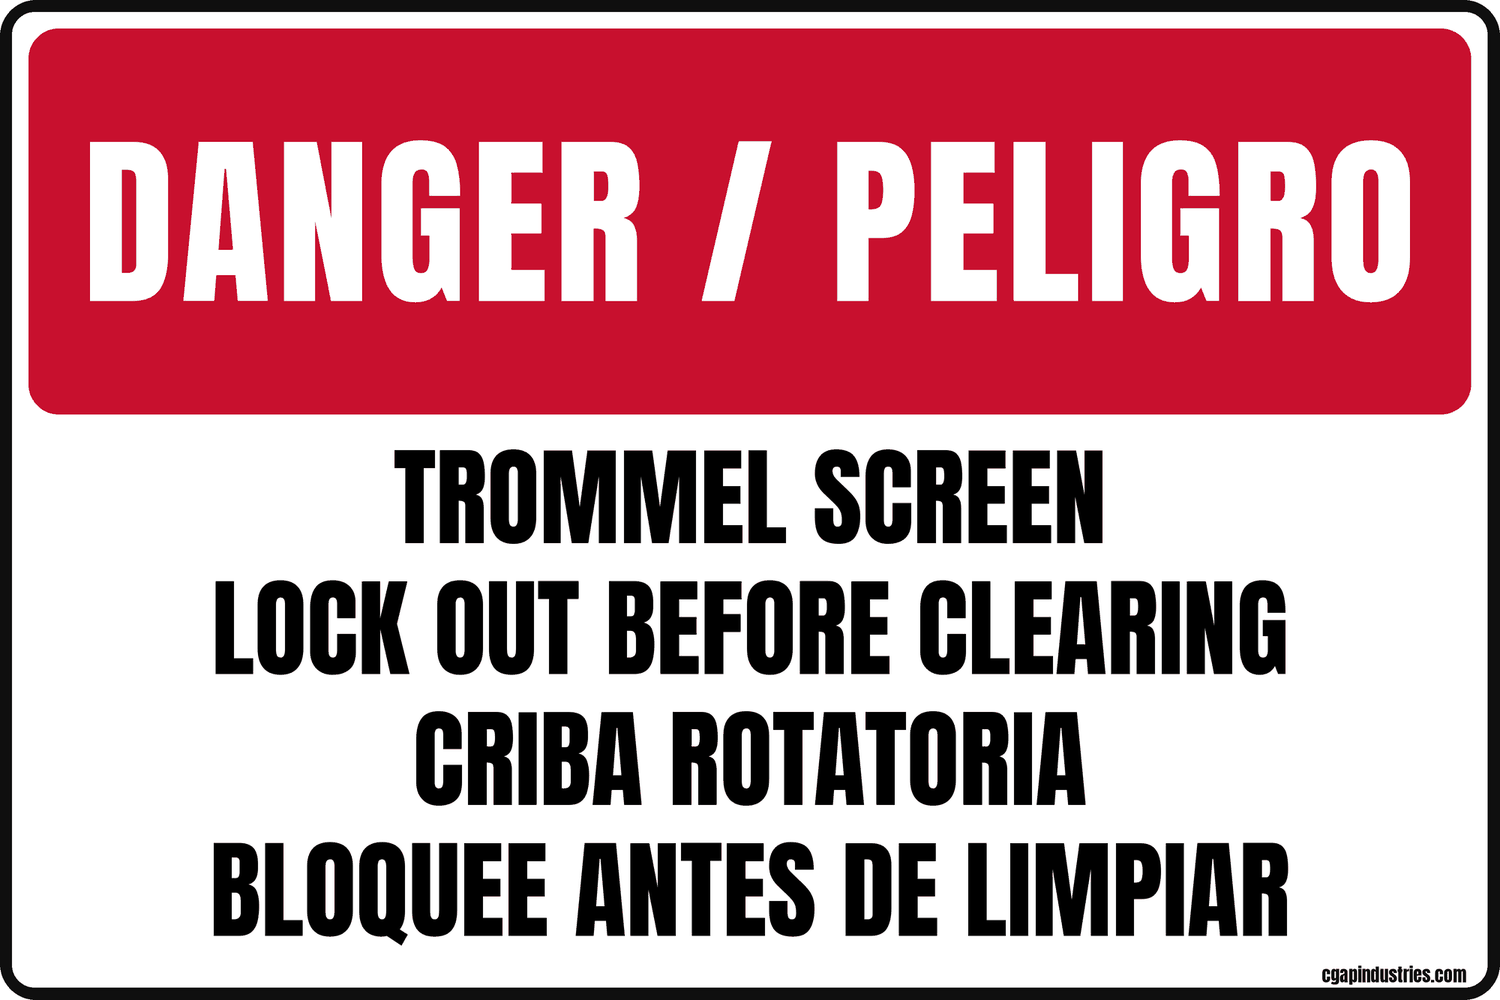 DANGER / PELIGRO
TROMMEL SCREEN
LOCK OUT BEFORE CLEARING
CRIBA ROTATORIA
BLOQUEE ANTES DE LIMPIAR
cgapindustries.com